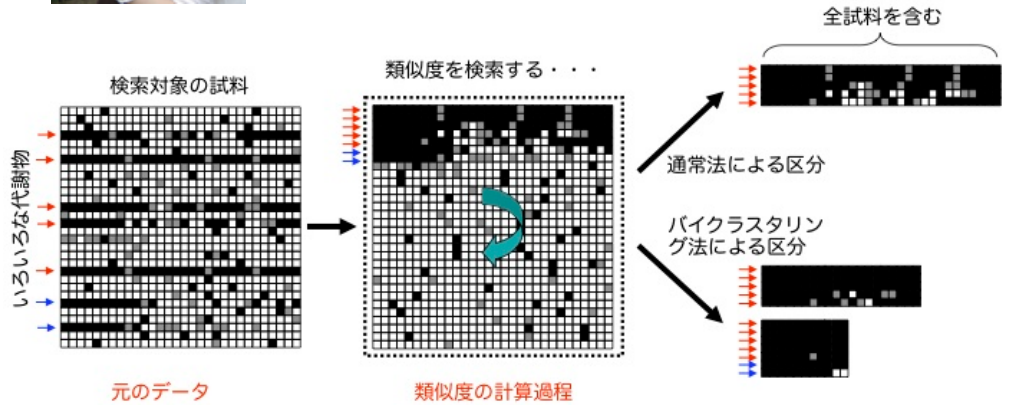 全試料を含む
検索対象の試料
類似度を検索する・・・
いろいろな代謝物
通常法による区分
バイクラスタリン
グ法による区分
元のデータ
類似度の計算過程